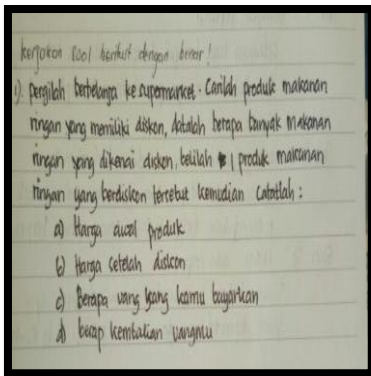 kerjakan soal berikut dengan benar!
1). pergilah berbelanja ke supermarket. Carilah produk makanan
ringan yang memiliki diskon, datalah berapa banyak makanan
ringan yang dikenai diskon, belilah 1 produk makanan
ringan yang berdiskon tersebut kemudian catatlah:
a) Harga awal produk
b) Harga setelah diskon
c) Berapa uang yang kamu bayarkan
d) berap kembalian uangmu